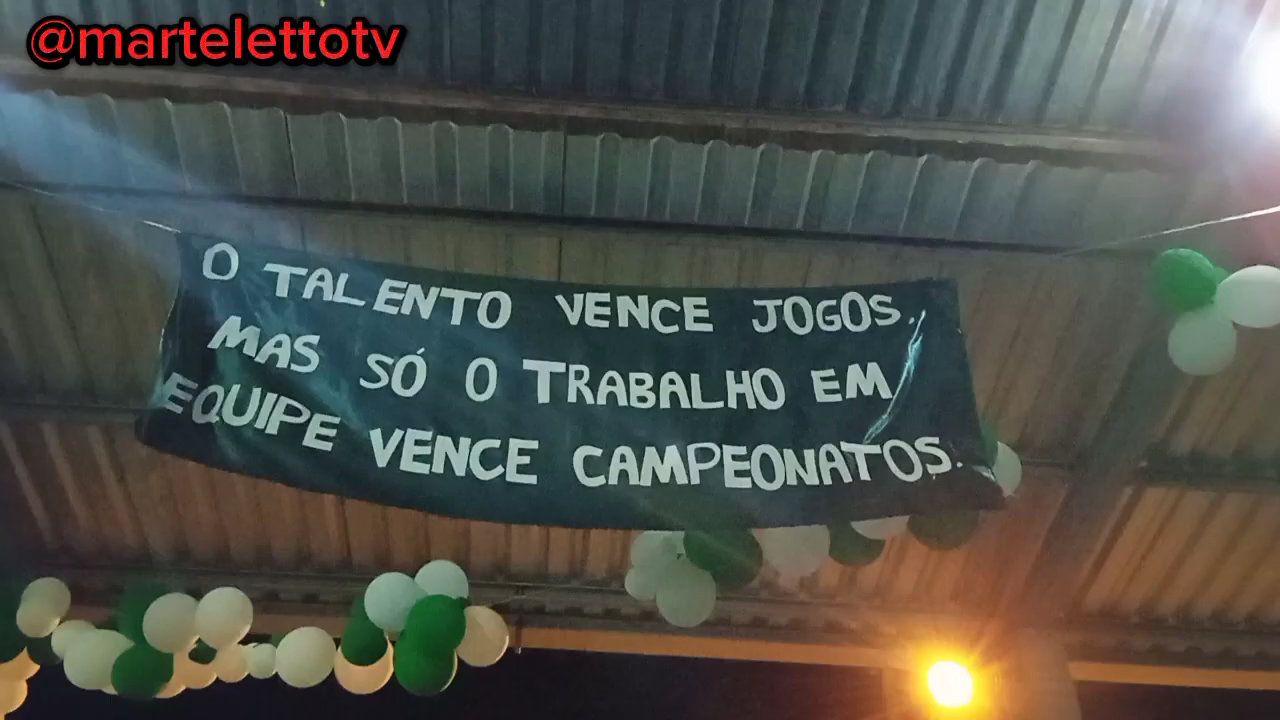 @martelettotv
O TALENTO VENCE JOGOS.
MAS SÓ O TRABALHO EM
EQUIPE VENCE CAMPEONATOS.